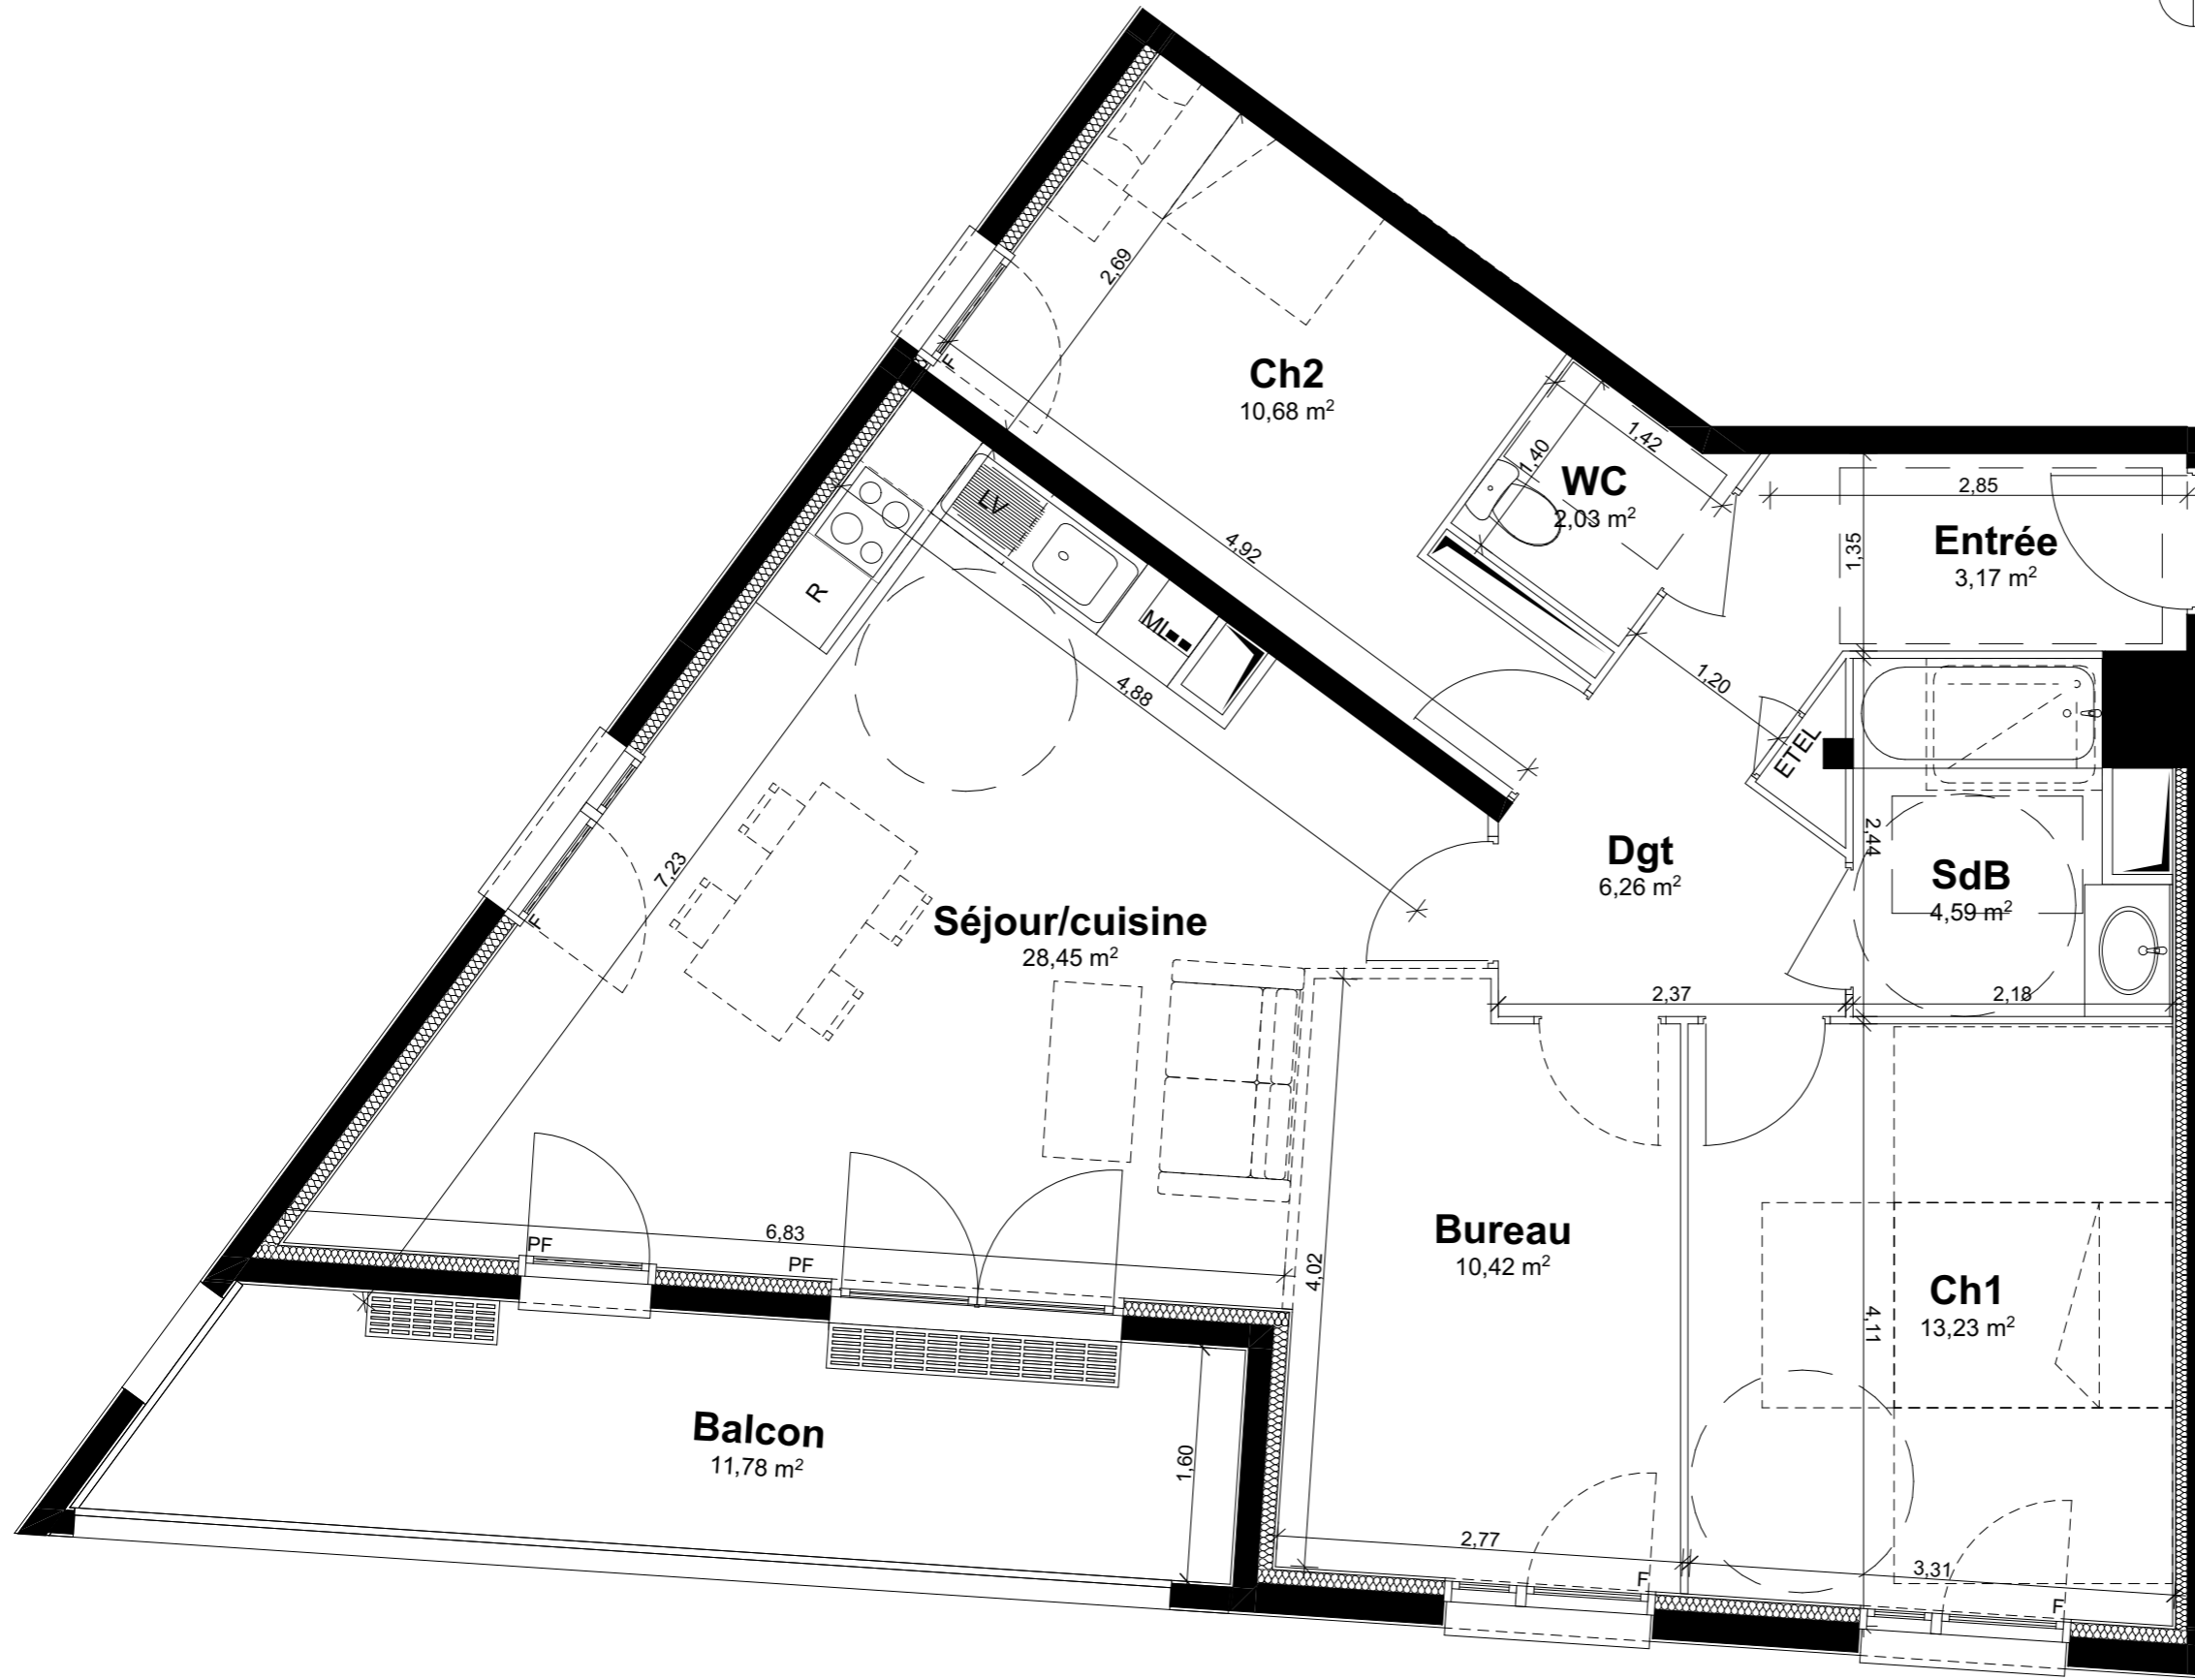 2,69
F
Ch2
10,68 m²
1,42
1,40
WC
2,03 m²
2,85
Entrée
3,17 m²
1,35
LV
R
ML
4,92
4,88
1,20
ETEL
7,23
Dgt
6,26 m²
2,44
SdB
4,59 m²
F
Séjour/cuisine
28,45 m²
2,37
2,18
6,83
PF
PF
4,02
Bureau
10,42 m²
4,11
Ch1
13,23 m²
Balcon
11,78 m²
1,60
2,77
3,31
F
F